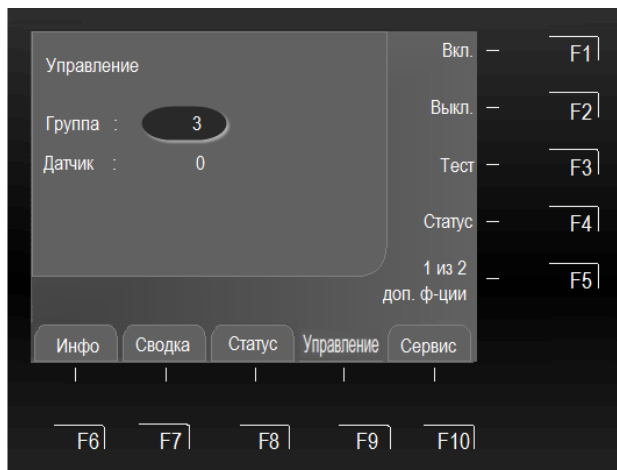 Управление
Группа : 3
Датчик : 0
Вкл.
Выкл.
Тест
Статус
1 из 2
доп. ф-ции
F1
F2
F3
F4
F5
Инфо
Сводка
Статус
Управление
Сервис
F6
F7
F8
F9
F10